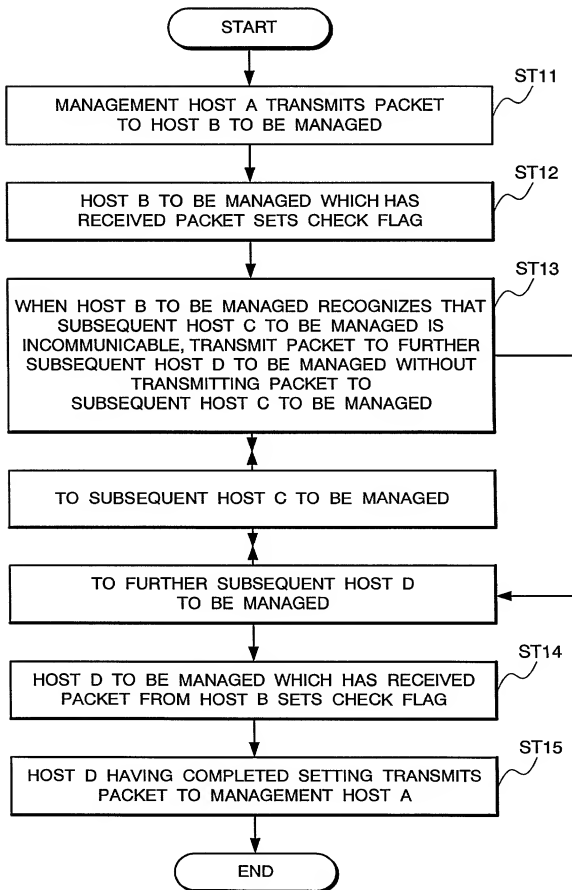 START
ST11
MANAGEMENT HOST A TRANSMITS PACKET
TO HOST B TO BE MANAGED
ST12
HOST B TO BE MANAGED WHICH HAS
RECEIVED PACKET SETS CHECK FLAG
ST13
WHEN HOST B TO BE MANAGED RECOGNIZES THAT
SUBSEQUENT HOST C TO BE MANAGED IS
INCOMMUNICABLE, TRANSMIT PACKET TO FURTHER
SUBSEQUENT HOST D TO BE MANAGED WITHOUT
TRANSMITTING PACKET TO
SUBSEQUENT HOST C TO BE MANAGED
TO SUBSEQUENT HOST C TO BE MANAGED
TO FURTHER SUBSEQUENT HOST D
TO BE MANAGED
ST14
HOST D TO BE MANAGED WHICH HAS RECEIVED
PACKET FROM HOST B SETS CHECK FLAG
ST15
HOST D HAVING COMPLETED SETTING TRANSMITS
PACKET TO MANAGEMENT HOST A
END